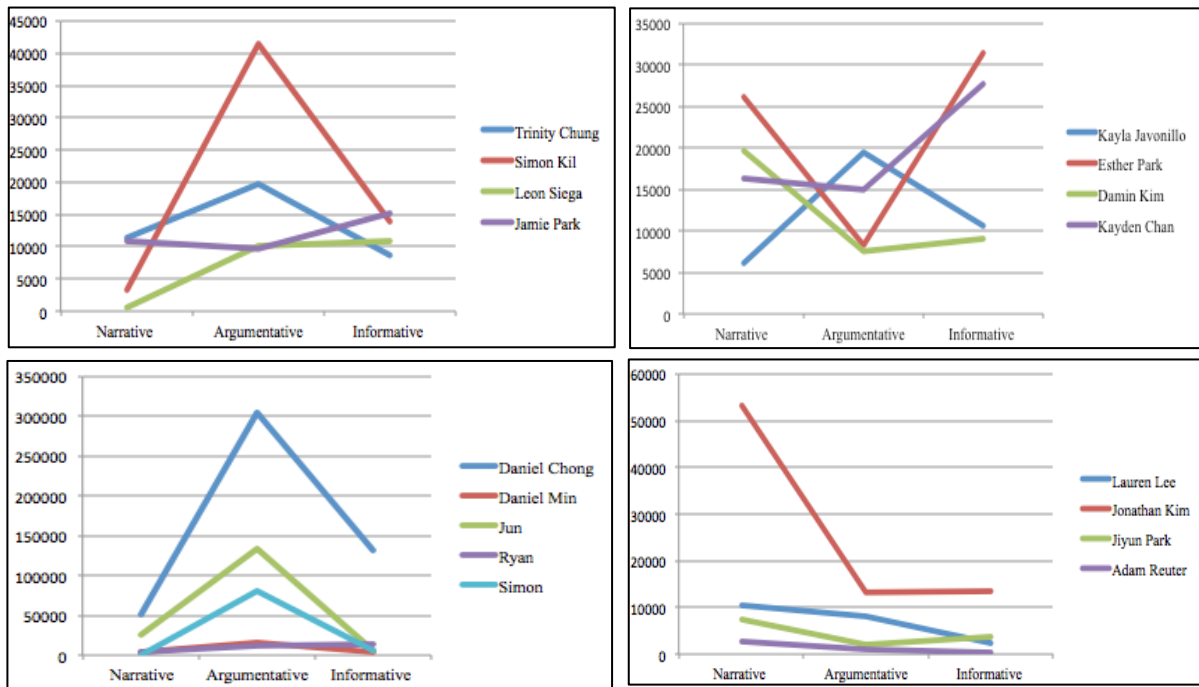 45000
40000
35000
30000
25000
20000
15000
10000
5000
0
Narrative Argumentative Informative
Trinity Chung
Simon Kil
Leon Siega
Jamie Park
35000
30000
25000
20000
15000
10000
5000
0
Narrative Argumentative Informative
Kayla Javonillo
Esther Park
Damin Kim
Kayden Chan
350000
300000
250000
200000
150000
100000
50000
0
Narrative Argumentative Informative
Daniel Chong
Daniel Min
Jun
Ryan
Simon
60000
50000
40000
30000
20000
10000
0
Narrative Argumentative Informative
Lauren Lee
Jonathan Kim
Jiyun Park
Adam Reuter